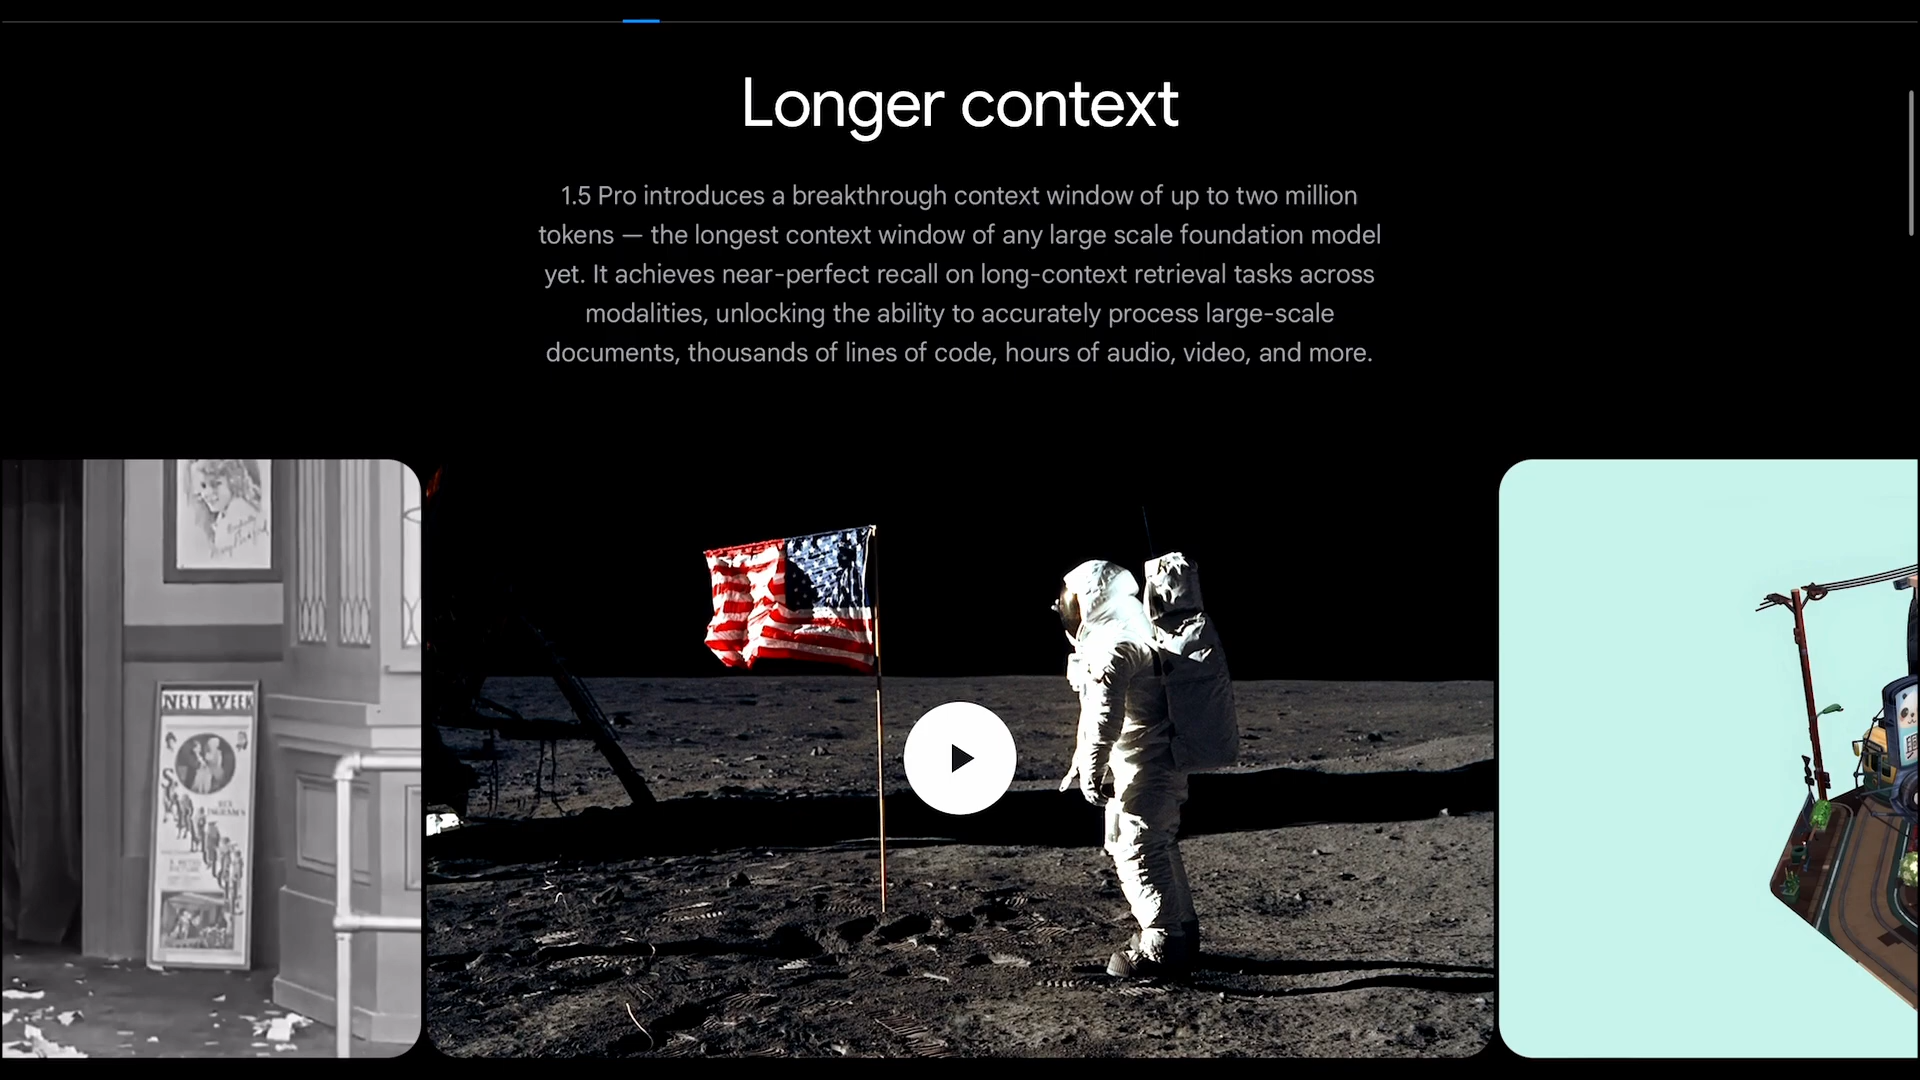 Longer context
1.5 Pro introduces a breakthrough context window of up to two million
tokens — the longest context window of any large scale foundation model
yet. It achieves near-perfect recall on long-context retrieval tasks across
modalities, unlocking the ability to accurately process large-scale
documents, thousands of lines of code, hours of audio, video, and more.
NEXT WEEK